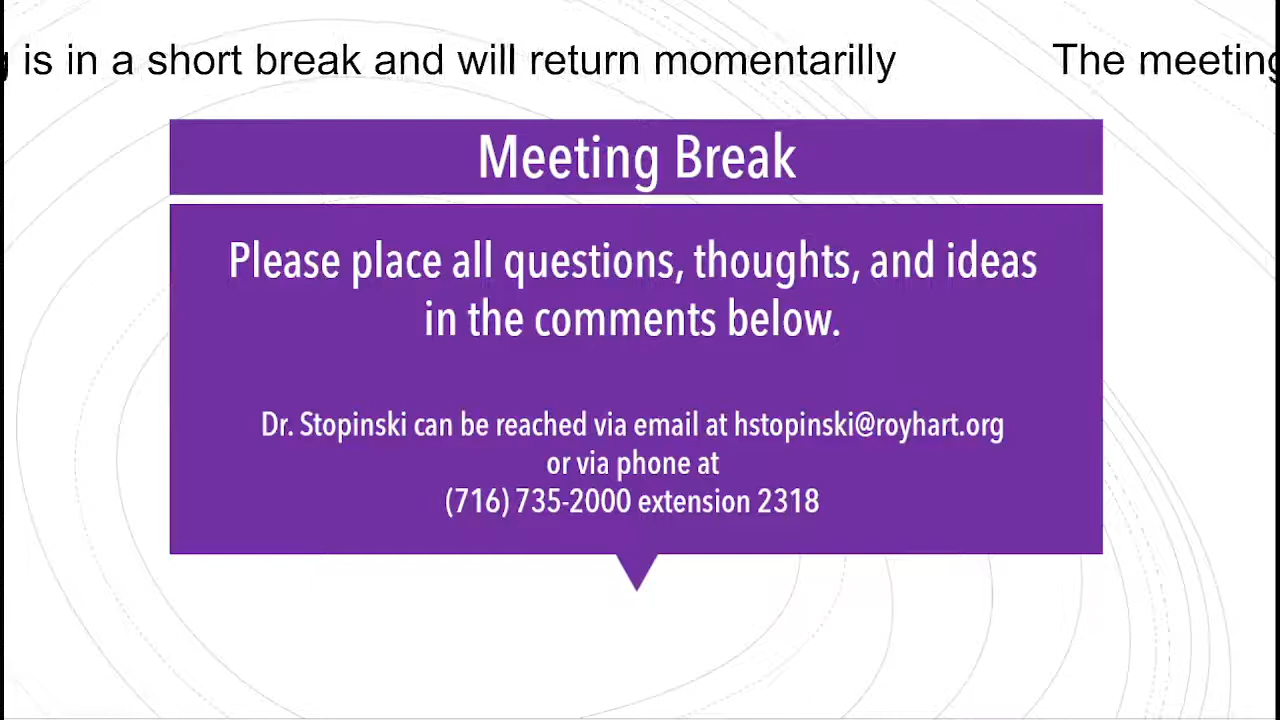 is in a short break and will return momentarilly The meeting
Meeting Break
Please place all questions, thoughts, and ideas
in the comments below.
Dr. Stopinski can be reached via email at hstopinski@royhart.org
or via phone at
(716) 735-2000 extension 2318